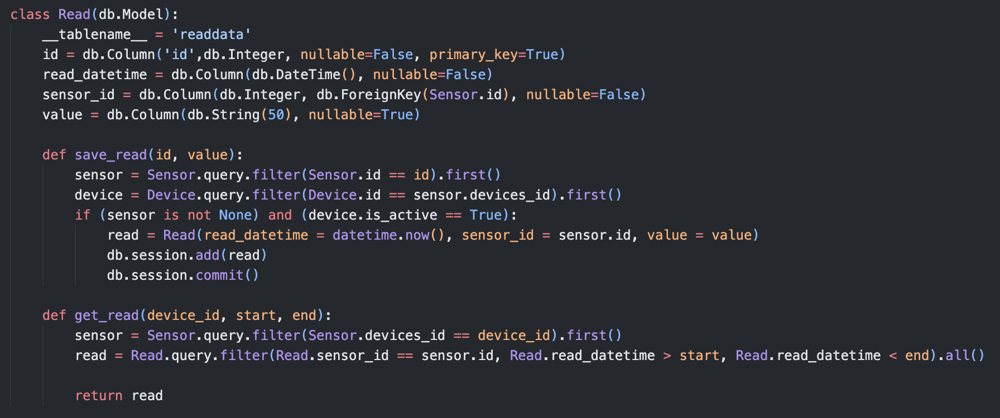 class Read(db.Model):
    __tablename__ = 'readdata'
    id = db.Column('id',db.Integer, nullable=False, primary_key=True)
    read_datetime = db.Column(db.DateTime(), nullable=False)
    sensor_id = db.Column(db.Integer, db.ForeignKey(Sensor.id), nullable=False)
    value = db.Column(db.String(50), nullable=True)

    def save_read(id, value):
        sensor = Sensor.query.filter(Sensor.id == id).first()
        device = Device.query.filter(Device.id == sensor.devices_id).first()
        if (sensor is not None) and (device.is_active == True):
            read = Read(read_datetime = datetime.now(), sensor_id = sensor.id, value = value)
            db.session.add(read)
            db.session.commit()

    def get_read(device_id, start, end):
        sensor = Sensor.query.filter(Sensor.devices_id == device_id).first()
        read = Read.query.filter(Read.sensor_id == sensor.id, Read.read_datetime > start, Read.read_datetime < end).all()

        return read